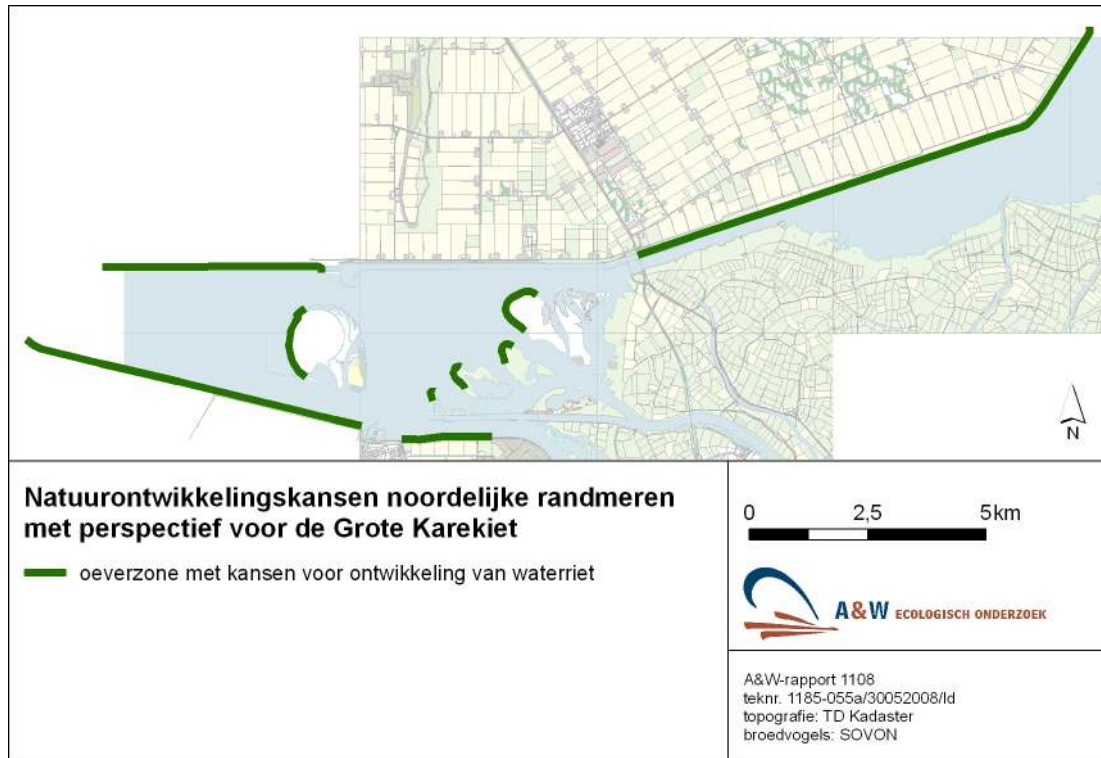 N
Natuurontwikkelingskansen noordelijke randmeren
met perspectief voor de Grote Karekiet
oeverzone met kansen voor ontwikkeling van waterriet
0 2,5 5km
A&W ECOLOGISCH ONDERZOEK
A&W-rapport 1108
teknr. 1185-055a/30052008/ld
topografie: TD Kadaster
broedvogels: SOVON